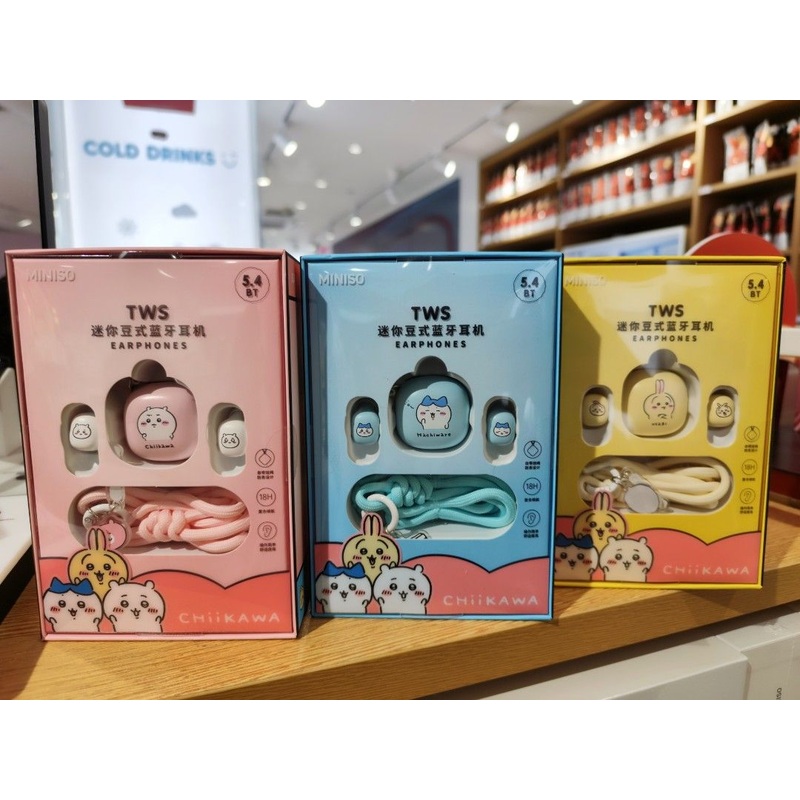 COLD DRINKS
MINISO
5.4
BT
TWS
迷你豆式蓝牙耳机
EARPHONES
Chiikawa
18H
CHiiKAWA
MINISO
5.4
BT
TWS
迷你豆式蓝牙耳机
EARPHONES
Hachiware
18H
CHiiKAWA
MINISO
5.4
BT
TWS
迷你豆式蓝牙耳机
EARPHONES
usagi
18H
CHiiKAWA